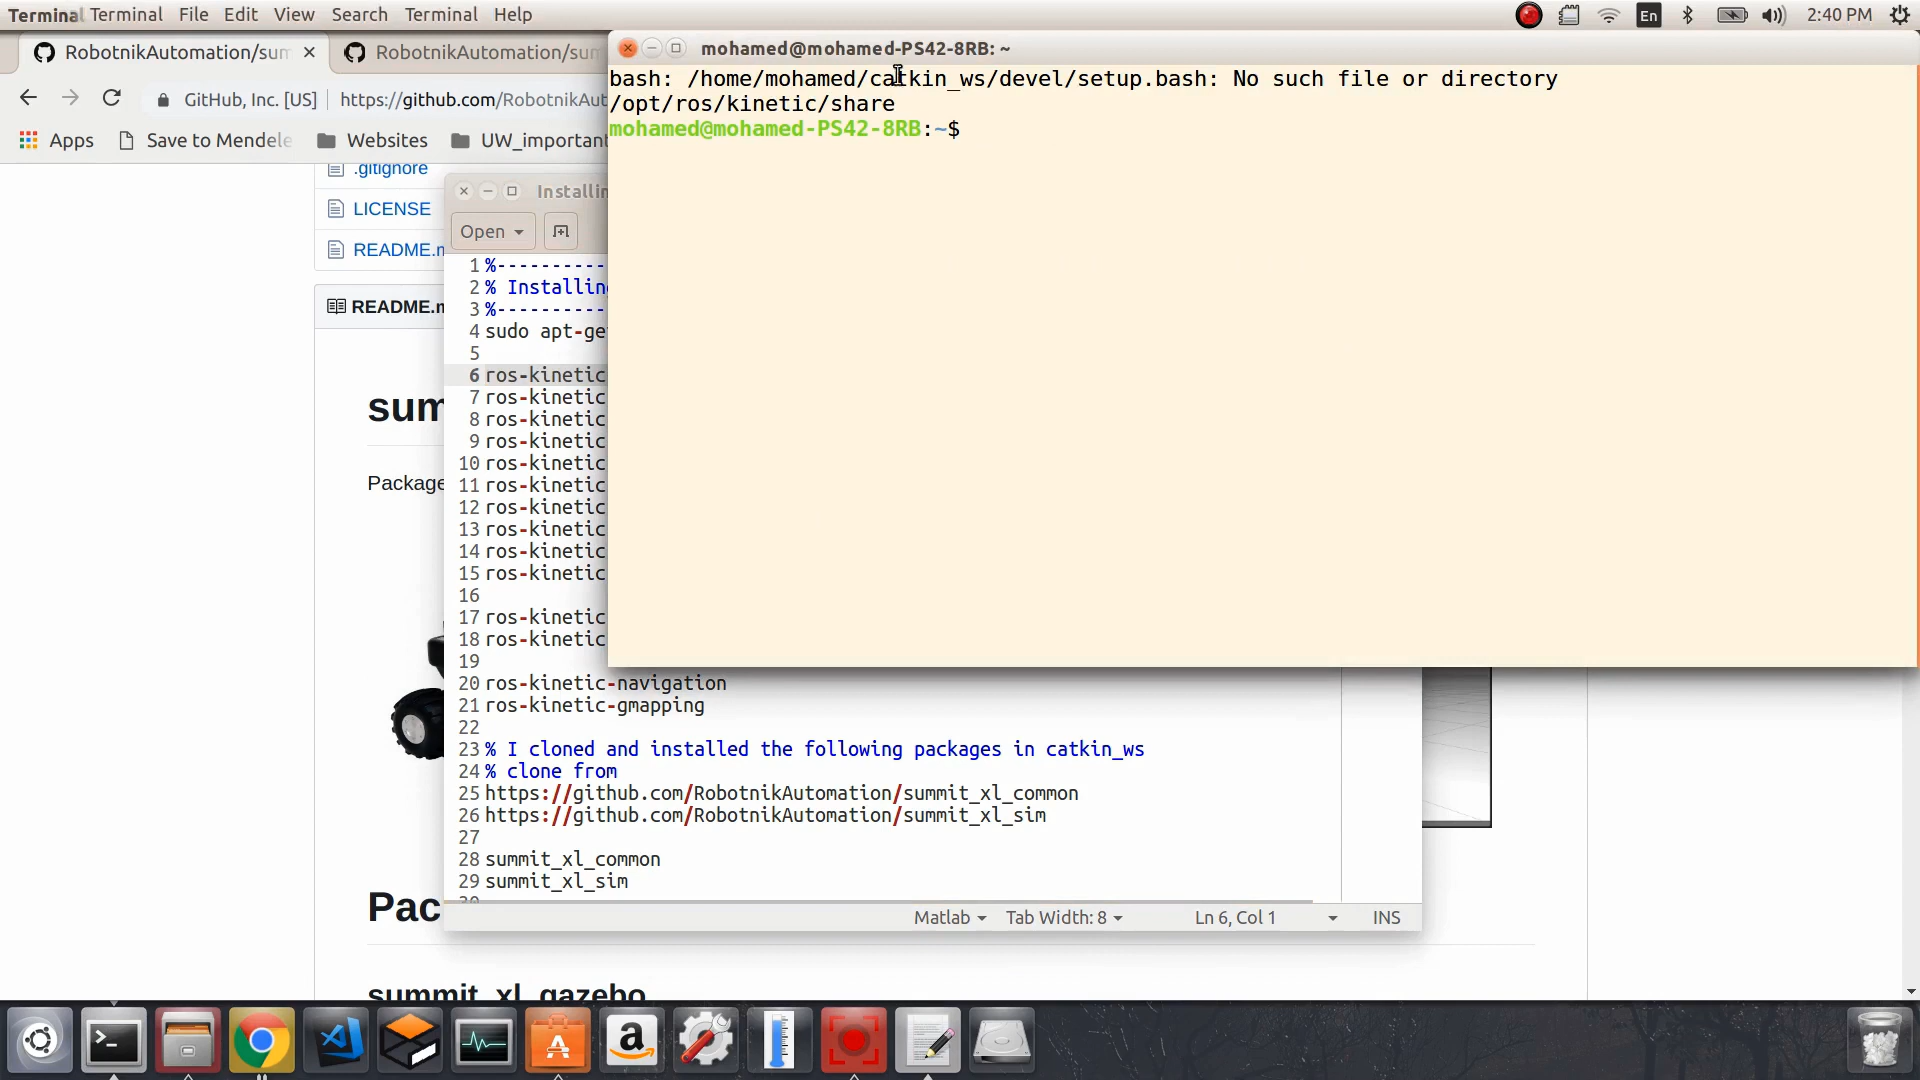 Terminal Terminal File Edit View Search Terminal Help En 2:40 PM
RobotnikAutomation/sum RobotnikAutomation/su
GitHub, Inc. [US] https://github.com/RobotnikAuto
Apps Save to Mendele Websites UW_important
.gitignore
LICENSE
README.m
README.m
sum
Package
Pac
summit_xl_gazebo
mohamed@mohamed-PS42-8RB: ~
bash: /home/mohamed/catkin_ws/devel/setup.bash: No such file or directory
/opt/ros/kinetic/share
mohamed@mohamed-PS42-8RB:~$
Installin
Open
1 %----------
2 % Installing
3 %----------
4 sudo apt-ge
5
6 ros-kinetic
7 ros-kinetic
8 ros-kinetic
9 ros-kinetic
10 ros-kinetic
11 ros-kinetic
12 ros-kinetic
13 ros-kinetic
14 ros-kinetic
15 ros-kinetic
16
17 ros-kinetic
18 ros-kinetic
19
20 ros-kinetic-navigation
21 ros-kinetic-gmapping
22
23 % I cloned and installed the following packages in catkin_ws
24 % clone from
25 https://github.com/RobotnikAutomation/summit_xl_common
26 https://github.com/RobotnikAutomation/summit_xl_sim
27
28 summit_xl_common
29 summit_xl_sim
Matlab Tab Width: 8 Ln 6, Col 1 INS